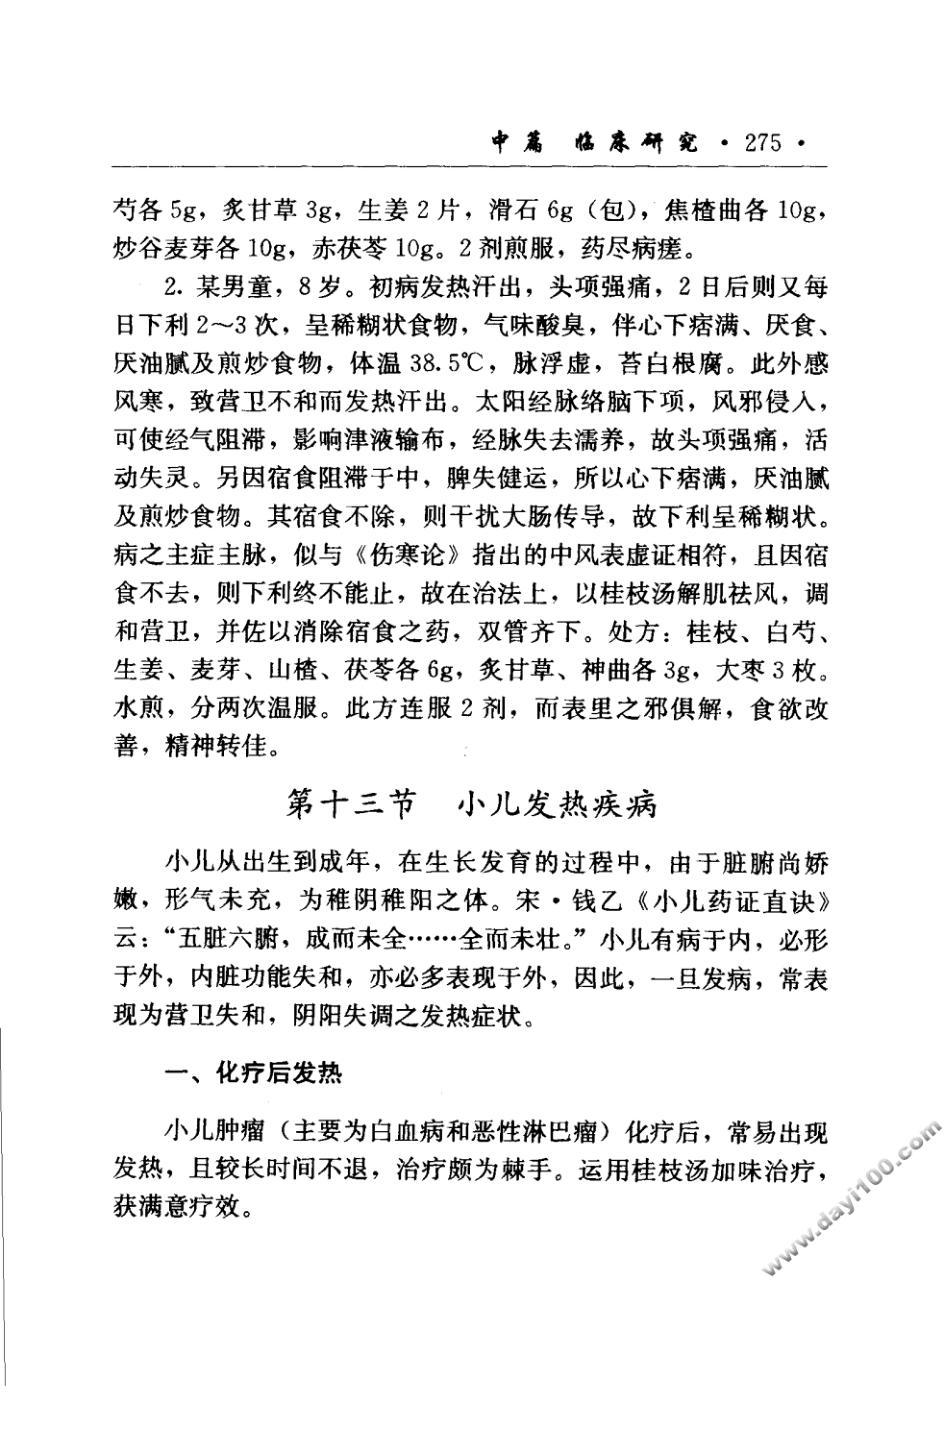 中篇 临床研究 · 275 ·
芍各 5g，炙甘草 3g，生姜 2 片，滑石 6g（包），焦楂曲各 10g，
炒谷麦芽各 10g，赤茯苓 10g。2 剂煎服，药尽病瘥。
2. 某男童，8 岁。初病发热汗出，头项强痛，2 日后则又每
日下利 2～3 次，呈稀糊状食物，气味酸臭，伴心下痞满、厌食、
厌油腻及煎炒食物，体温 38.5℃，脉浮虚，苔白根腐。此外感
风寒，致营卫不和而发热汗出。太阳经脉络脑下项，风邪侵入，
可使经气阻滞，影响津液输布，经脉失去濡养，故头项强痛，活
动失灵。另因宿食阻滞于中，脾失健运，所以心下痞满，厌油腻
及煎炒食物。其宿食不除，则干扰大肠传导，故下利呈稀糊状。
病之主症主脉，似与《伤寒论》指出的中风表虚证相符，且因宿
食不去，则下利终不能止，故在治法上，以桂枝汤解肌祛风，调
和营卫，并佐以消除宿食之药，双管齐下。处方：桂枝、白芍、
生姜、麦芽、山楂、茯苓各 6g，炙甘草、神曲各 3g，大枣 3 枚。
水煎，分两次温服。此方连服 2 剂，而表里之邪俱解，食欲改
善，精神转佳。
第十三节 小儿发热疾病
小儿从出生到成年，在生长发育的过程中，由于脏腑尚娇
嫩，形气未充，为稚阴稚阳之体。宋·钱乙《小儿药证直诀》
云：“五脏六腑，成而未全……全而未壮。”小儿有病于内，必形
于外，内脏功能失和，亦必多表现于外，因此，一旦发病，常表
现为营卫失和，阴阳失调之发热症状。
一、化疗后发热
小儿肿瘤（主要为白血病和恶性淋巴瘤）化疗后，常易出现
发热，且较长时间不退，治疗颇为棘手。运用桂枝汤加味治疗，
获满意疗效。
www.dayi100.com